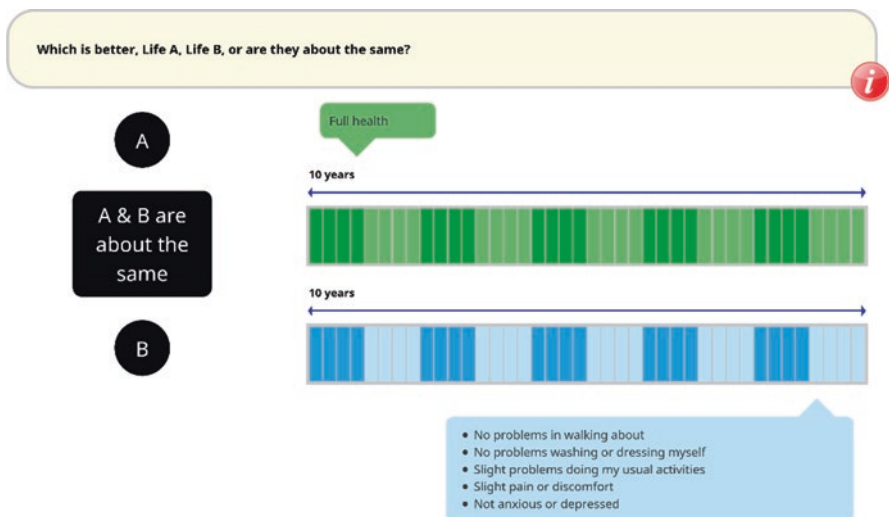 Which is better, Life A, Life B, or are they about the same?
i
A
Full health
10 years
A & B are
about the
same
10 years
B
• No problems in walking about
• No problems washing or dressing myself
• Slight problems doing my usual activities
• Slight pain or discomfort
• Not anxious or depressed